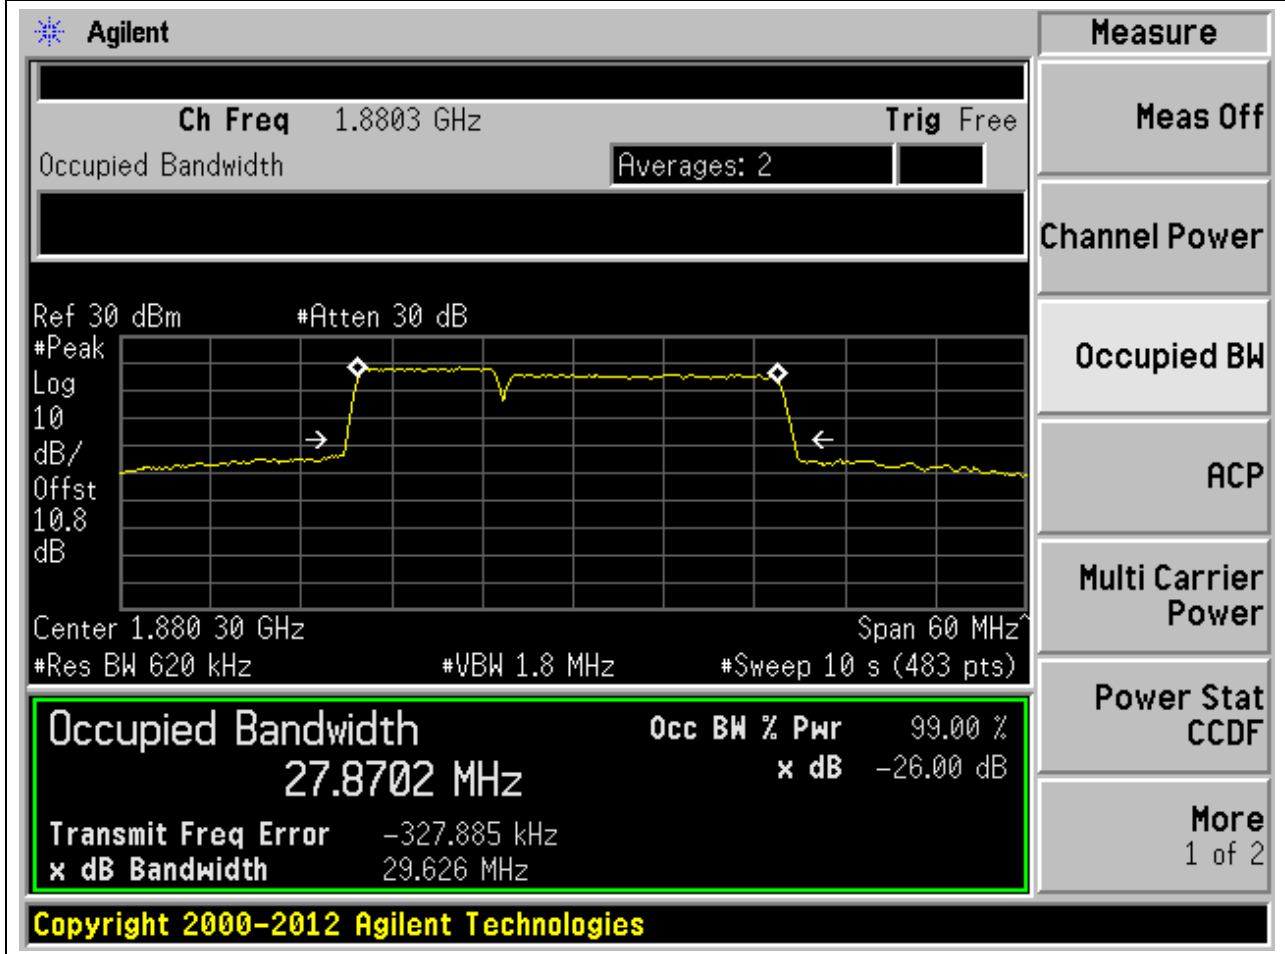 Agilent
Measure
Ch Freq 1.8803 GHz Trig Free
Occupied Bandwidth Averages: 2
Meas Off
Channel Power
Occupied BW
ACP
Multi Carrier
Power
Power Stat
CCDF
More
1 of 2
Ref 30 dBm #Atten 30 dB
#Peak
Log
10
dB/
Offst
10.8
dB
Center 1.880 30 GHz Span 60 MHz^
#Res BW 620 kHz #VBW 1.8 MHz #Sweep 10 s (483 pts)
Occupied Bandwidth Occ BW % Pwr 99.00 %
27.8702 MHz x dB -26.00 dB
Transmit Freq Error -327.885 kHz
x dB Bandwidth 29.626 MHz
Copyright 2000-2012 Agilent Technologies